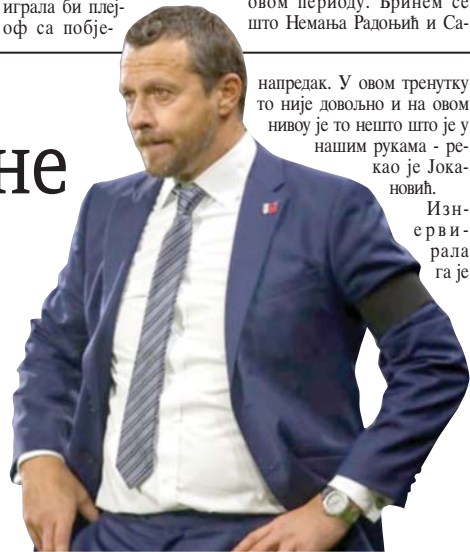 играла би плеј-
оф са побје-
овом периоду. Бринем се
што Немања Радоњић и Са-
не
напредак. У овом тренутку
то није довољно и на овом
нивоу је то нешто што је у
нашим рукама - ре-
као је Јока-
новић.
Изн-
ерви-
рала
га је